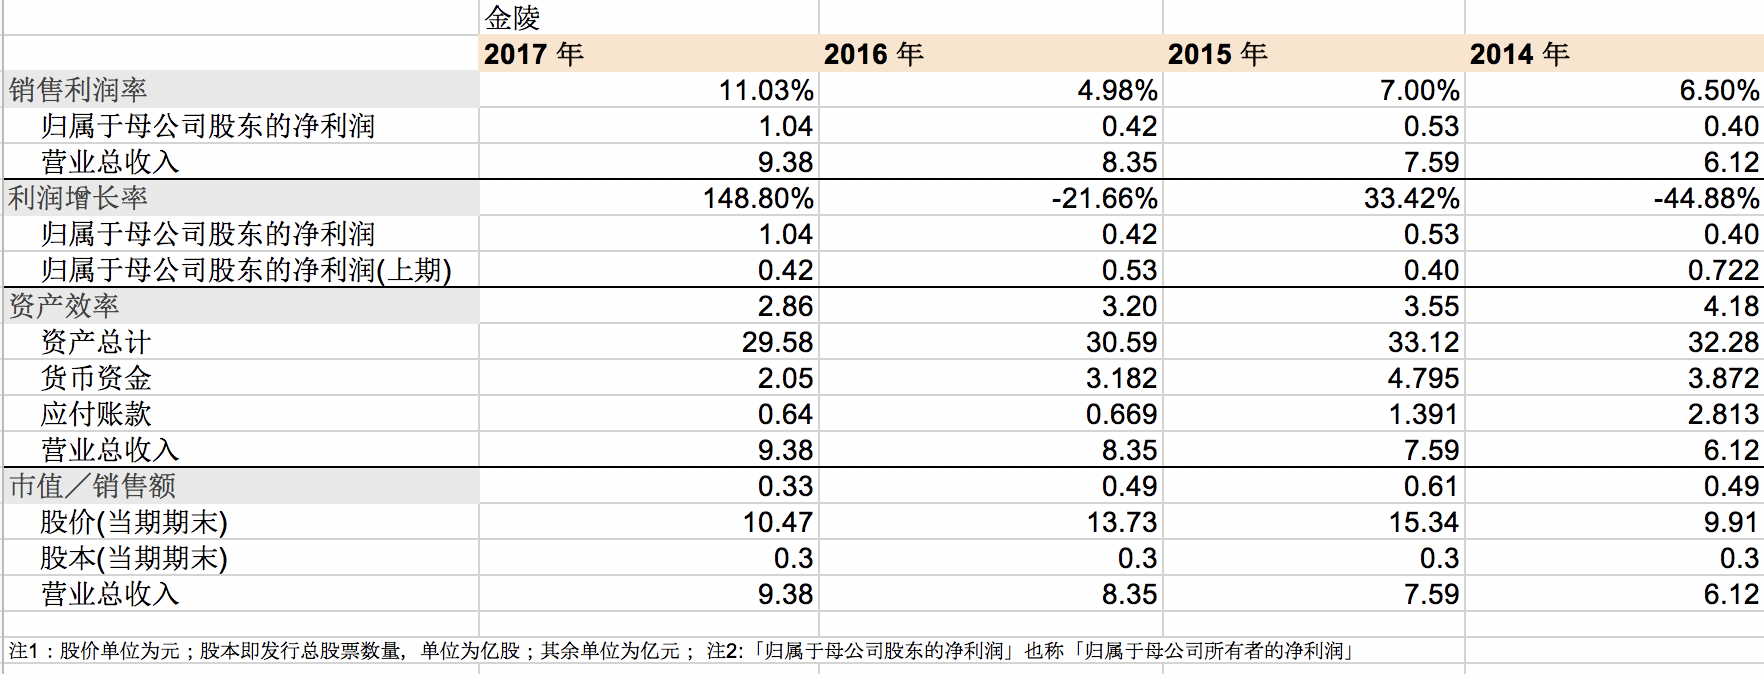 金陵
2017 年 2016 年 2015 年 2014 年
销售利润率 11.03% 4.98% 7.00% 6.50%
归属于母公司股东的净利润 1.04 0.42 0.53 0.40
营业总收入 9.38 8.35 7.59 6.12
利润增长率 148.80% -21.66% 33.42% -44.88%
归属于母公司股东的净利润 1.04 0.42 0.53 0.40
归属于母公司股东的净利润(上期) 0.42 0.53 0.40 0.722
资产效率 2.86 3.20 3.55 4.18
资产总计 29.58 30.59 33.12 32.28
货币资金 2.05 3.182 4.795 3.872
应付账款 0.64 0.669 1.391 2.813
营业总收入 9.38 8.35 7.59 6.12
市值／销售额 0.33 0.49 0.61 0.49
股价(当期期末) 10.47 13.73 15.34 9.91
股本(当期期末) 0.3 0.3 0.3 0.3
营业总收入 9.38 8.35 7.59 6.12
注1：股价单位为元；股本即发行总股票数量，单位为亿股；其余单位为亿元； 注2:「归属于母公司股东的净利润」也称「归属于母公司所有者的净利润」